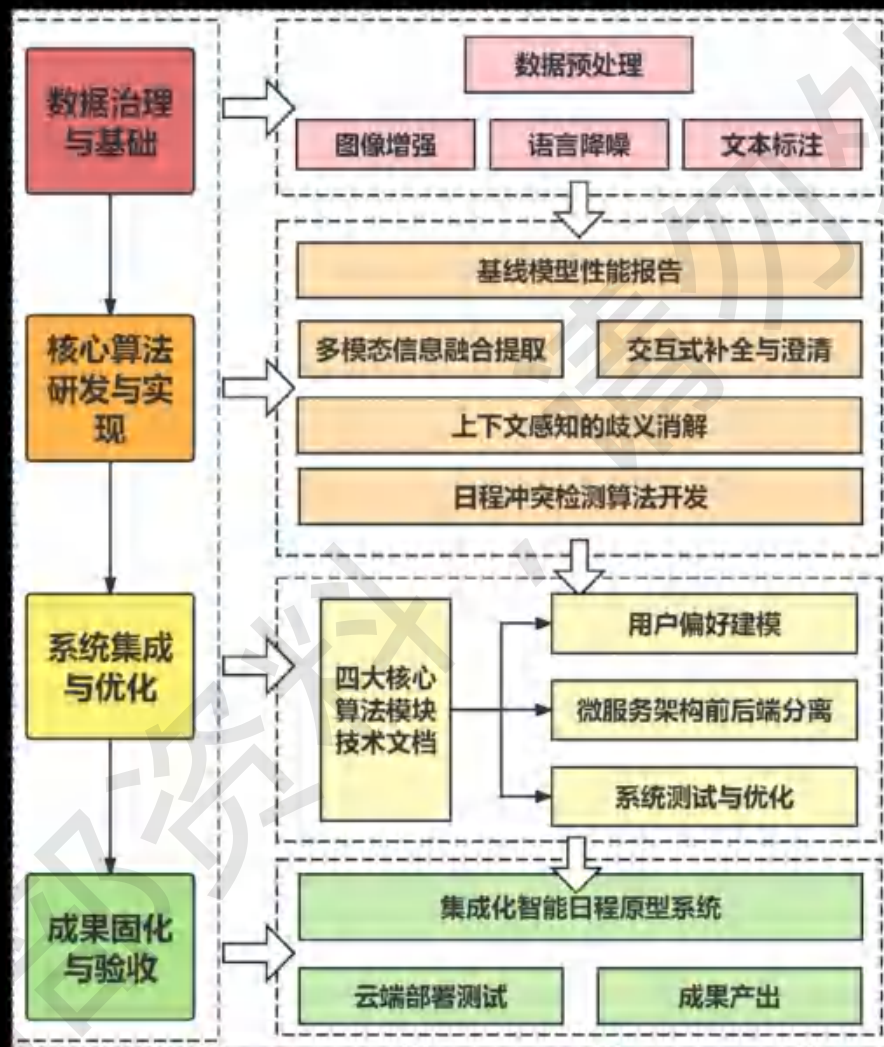 数据治理
与基础
数据预处理
图像增强
语言降噪
文本标注
核心算法
研发与实
现
基线模型性能报告
多模态信息融合提取
交互式补全与澄清
上下文感知的歧义消解
日程冲突检测算法开发
系统集成
与优化
四大核心
算法模块
技术文档
用户偏好建模
微服务架构前后端分离
系统测试与优化
成果固化
与验收
集成化智能日程原型系统
云端部署测试
成果产出
部资料,请勿外